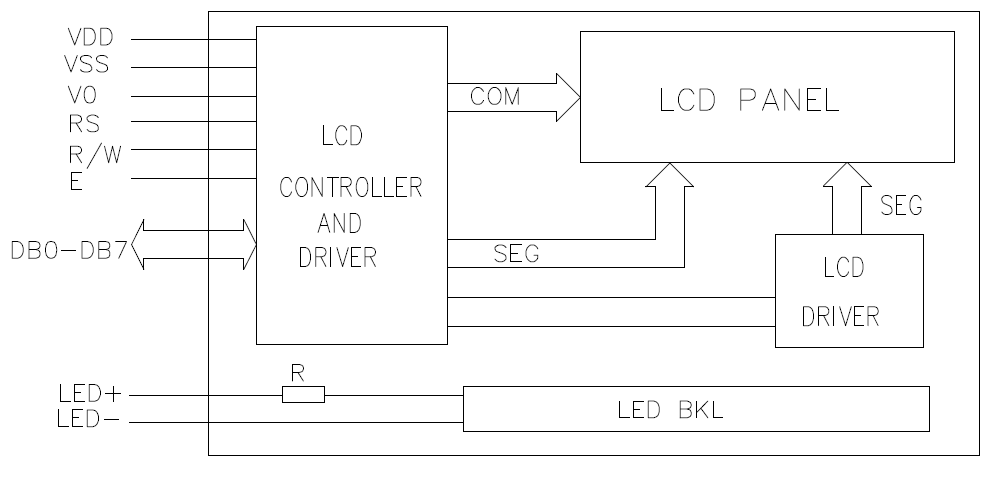 VDD
VSS
VO
RS
R/W
E
DB0-DB7
LCD
CONTROLLER
AND
DRIVER
COM
LCD PANEL
SEG
SEG
LCD
DRIVER
R
LED+
LED-
LED BKL